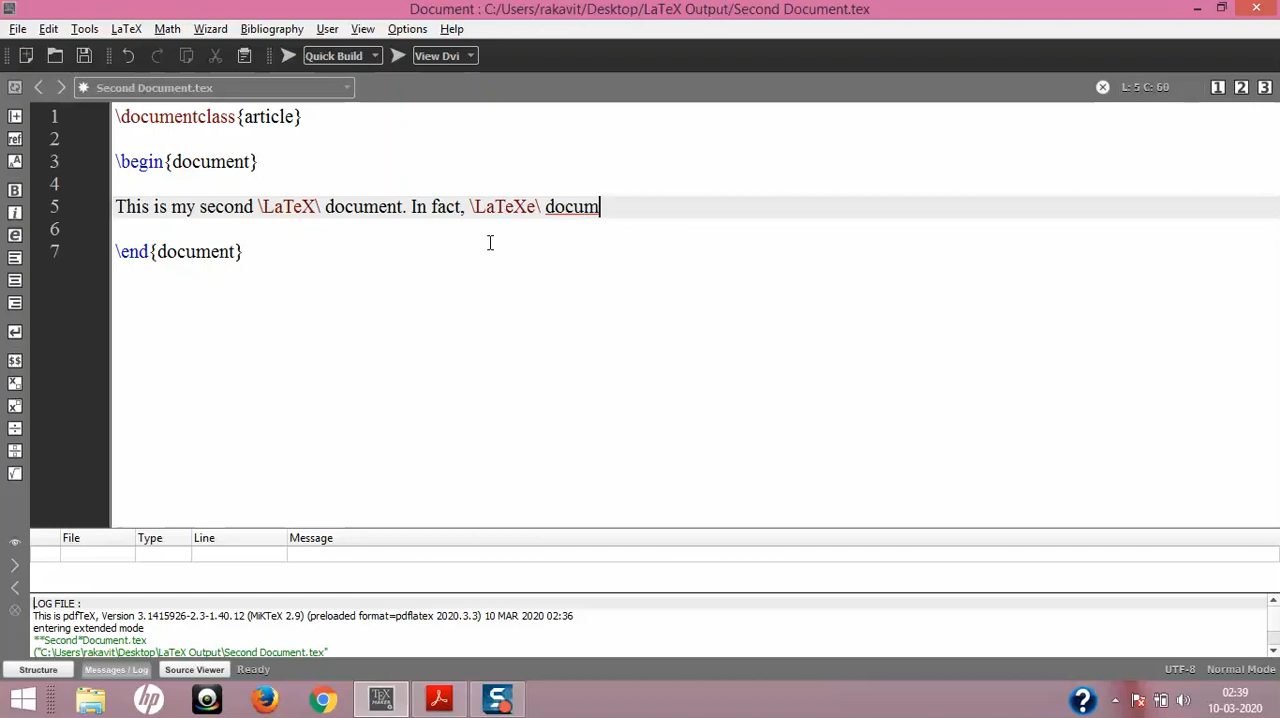 Document : C:/Users/rakavit/Desktop/LaTeX Output/Second Document.tex
File Edit Tools LaTeX Math Wizard Bibliography User View Options Help
Quick Build View Dvi
Second Document.tex L: 5 C: 60 1 2 3
1 \documentclass{article}
2
3 \begin{document}
4
5 This is my second \LaTeX\ document. In fact, \LaTeXe\ docum
6
7 \end{document}
File Type Line Message
LOG FILE :
This is pdfTeX, Version 3.1415926-2.3-1.40.12 (MiKTeX 2.9) (preloaded format=pdflatex 2020.3.3) 10 MAR 2020 02:36
entering extended mode
**Second*Document.tex
("C:\Users\rakavit\Desktop\LaTeX Output\Second Document.tex"
Structure Messages / Log Source Viewer Ready UTF-8 Normal Mode
02:39
10-03-2020